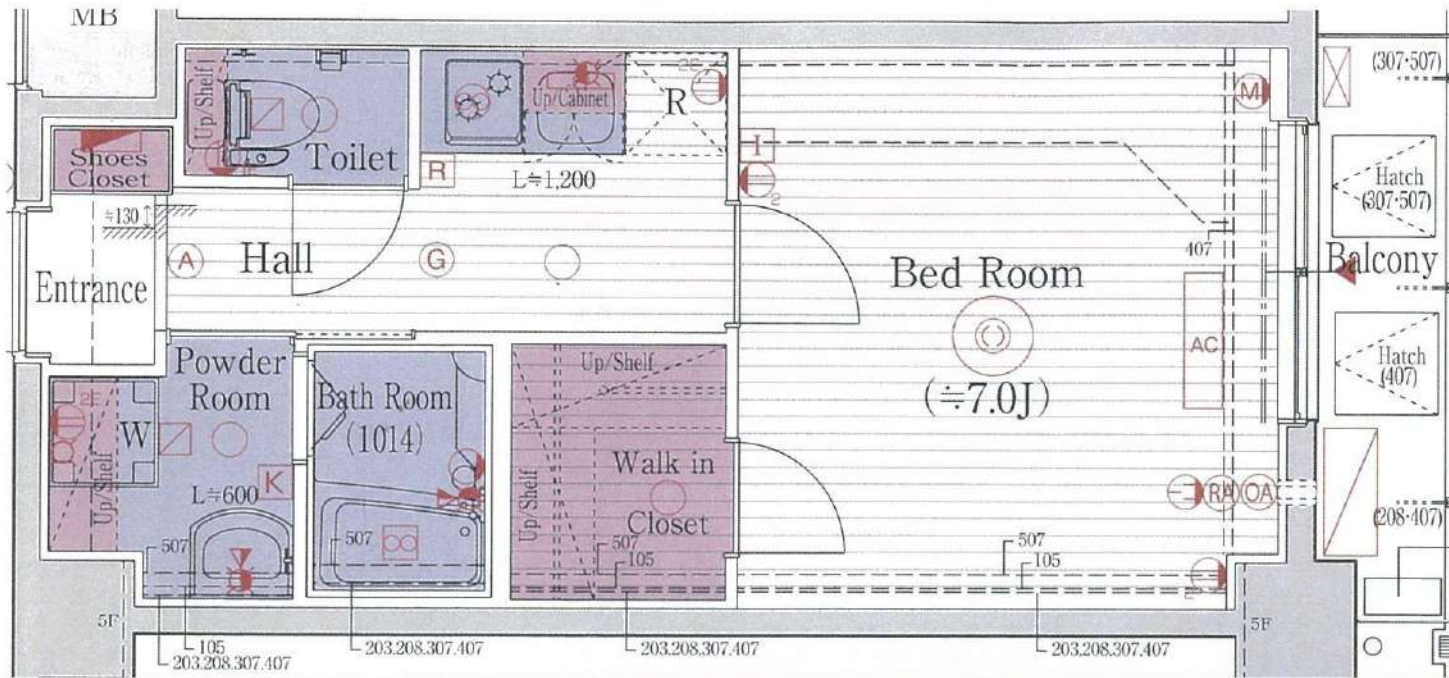 MB
Up/Shelf
Toilet
Shoes
Closet
≒130
Entrance
A
Hall
R
L≒1,200
Up/Cabinet
2E
R
G
I
2
M
Bed Room
(≒7.0J)
407
AC
RA
OA
E
(307·507)
Hatch
(307·507)
Balcony
Hatch
(407)
(208·407)
Powder
Room
2E
W
Up/Shelf
L≒600
K
Bath Room
(1014)
Up/Shelf
Up/Shelf
Walk in
Closet
507
507
507
105
507
105
5F
105
203.208.307.407
203.208.307.407
203.208.307.407
203.208.307.407
5F